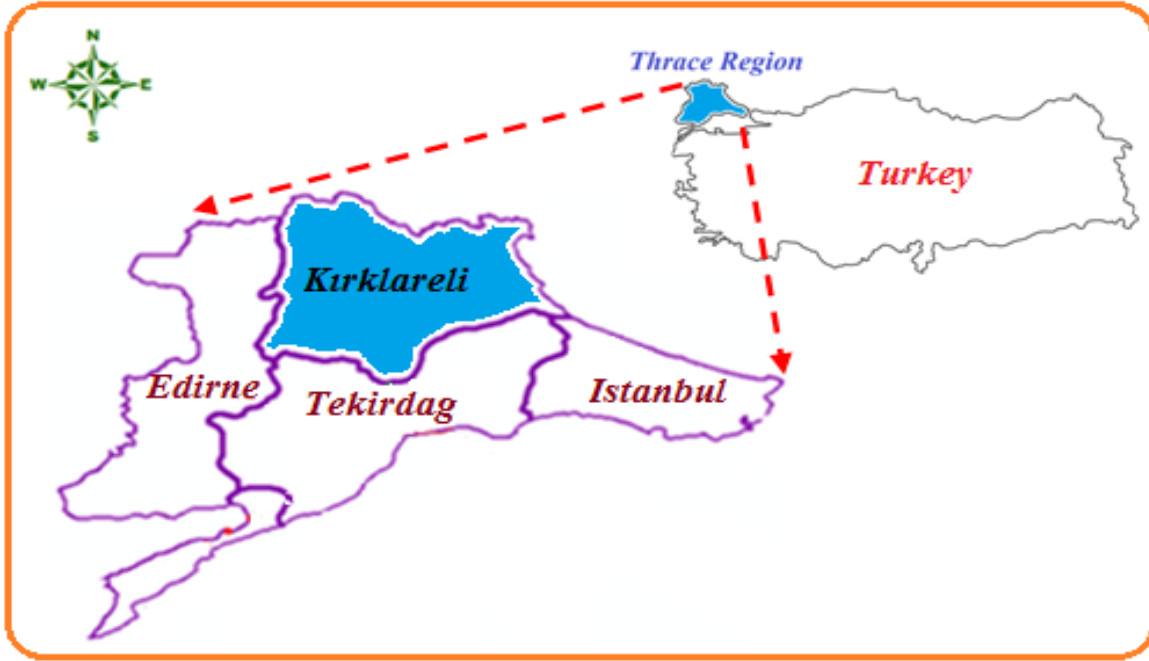 N
W E
S
Thrace Region
Turkey
Kırklareli
Edirne
Tekirdag
Istanbul